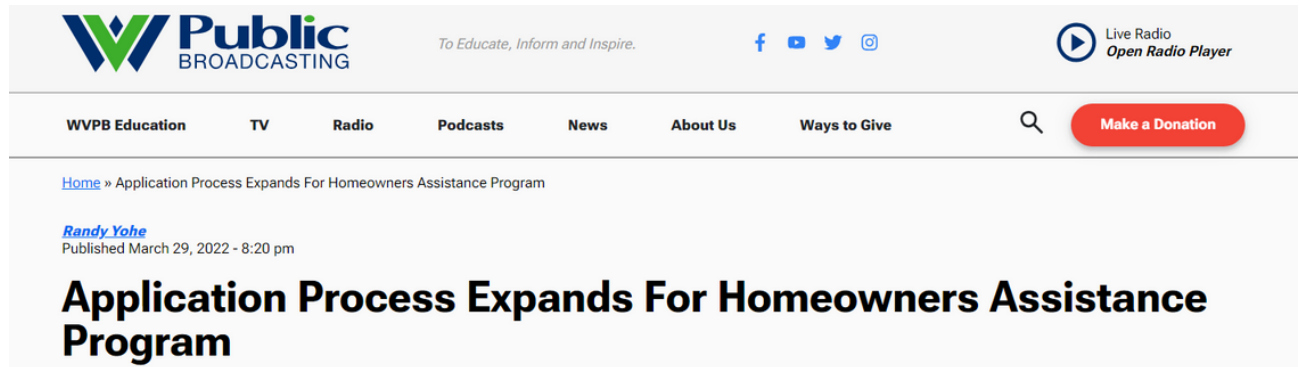 Public
BROADCASTING
To Educate, Inform and Inspire.
Live Radio
Open Radio Player
WVPB Education TV Radio Podcasts News About Us Ways to Give Make a Donation
Home » Application Process Expands For Homeowners Assistance Program
Randy Yohe
Published March 29, 2022 - 8:20 pm
Application Process Expands For Homeowners Assistance
Program